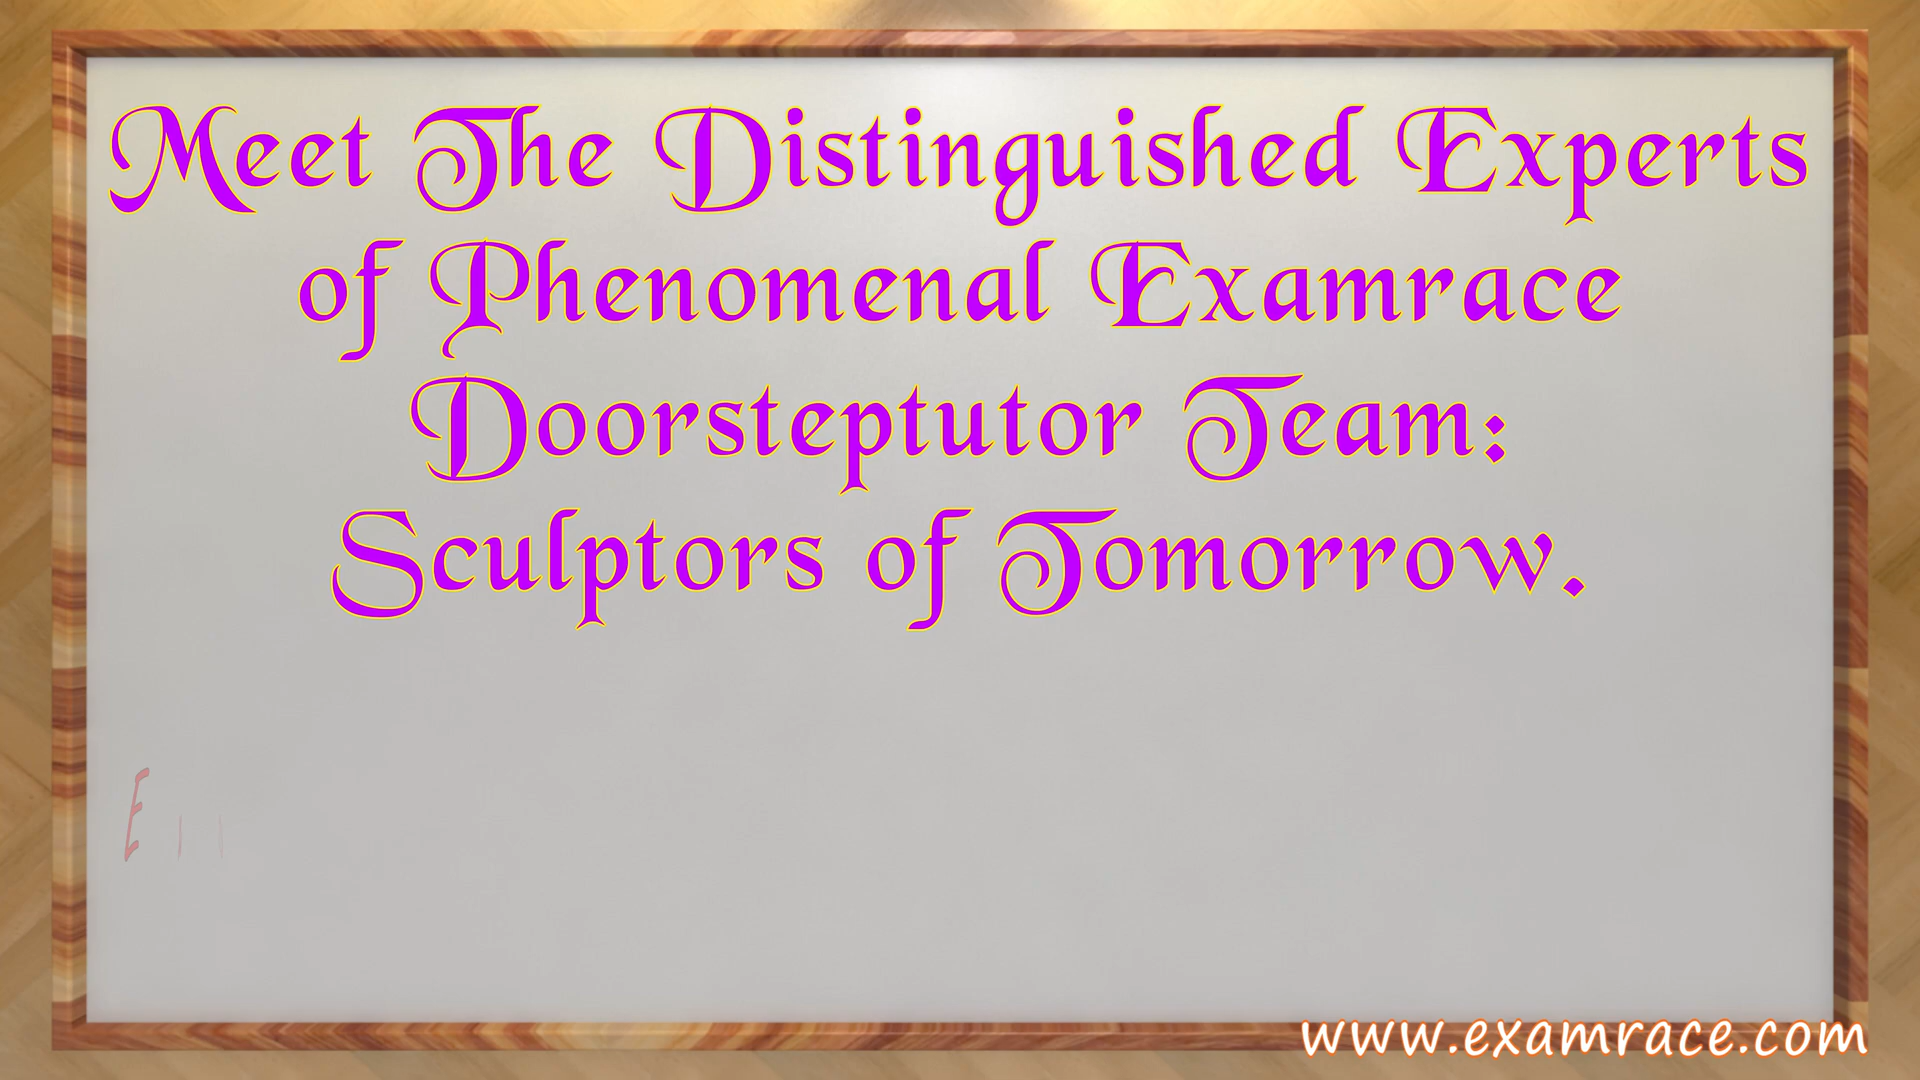 Meet The Distinguished Experts
of Phenomenal Examrace
Doorsteptutor Team:
Sculptors of Tomorrow.
E
www.examrace.com